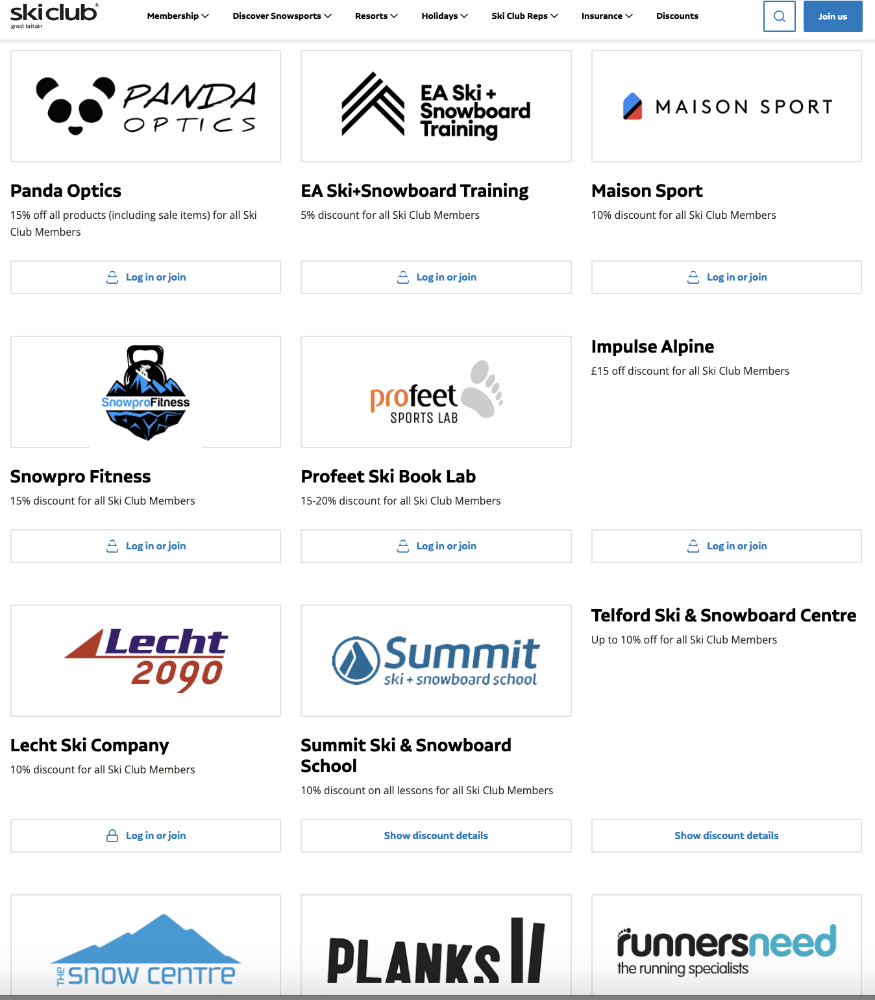 skiclub®
great britain
Membership
Discover Snowsports
Resorts
Holidays
Ski Club Reps
Insurance
Discounts
Join us
PANDA
OPTICS
EA Ski +
Snowboard
Training
MAISON SPORT
Panda Optics
15% off all products (including sale items) for all Ski
Club Members
Log in or join
EA Ski+Snowboard Training
5% discount for all Ski Club Members
Log in or join
Maison Sport
10% discount for all Ski Club Members
Log in or join
SnowproFitness
Snowpro Fitness
15% discount for all Ski Club Members
Log in or join
profeet
SPORTS LAB
Profeet Ski Book Lab
15-20% discount for all Ski Club Members
Log in or join
Impulse Alpine
£15 off discount for all Ski Club Members
Log in or join
Lecht
2090
Lecht Ski Company
10% discount for all Ski Club Members
Log in or join
Summit
ski + snowboard school
Summit Ski & Snowboard
School
10% discount on all lessons for all Ski Club Members
Show discount details
Telford Ski & Snowboard Centre
Up to 10% off for all Ski Club Members
Show discount details
THE SNOW CENTRE
PLANKS
runnersneed
the running specialists